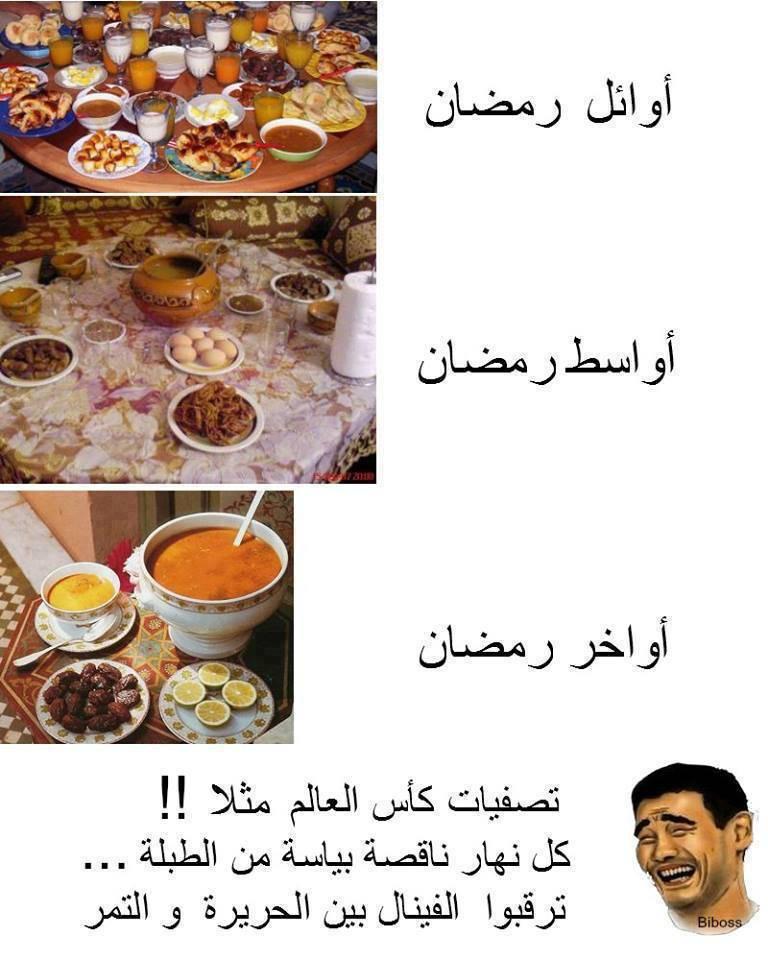 أوائل رمضان
أواسط رمضان
أواخر رمضان
تصفيات كأس العالم مثلا !!
كل نهار ناقصة بياسة من الطبلة ...
ترقبوا الفينال بين الحريرة و التمر
Biboss